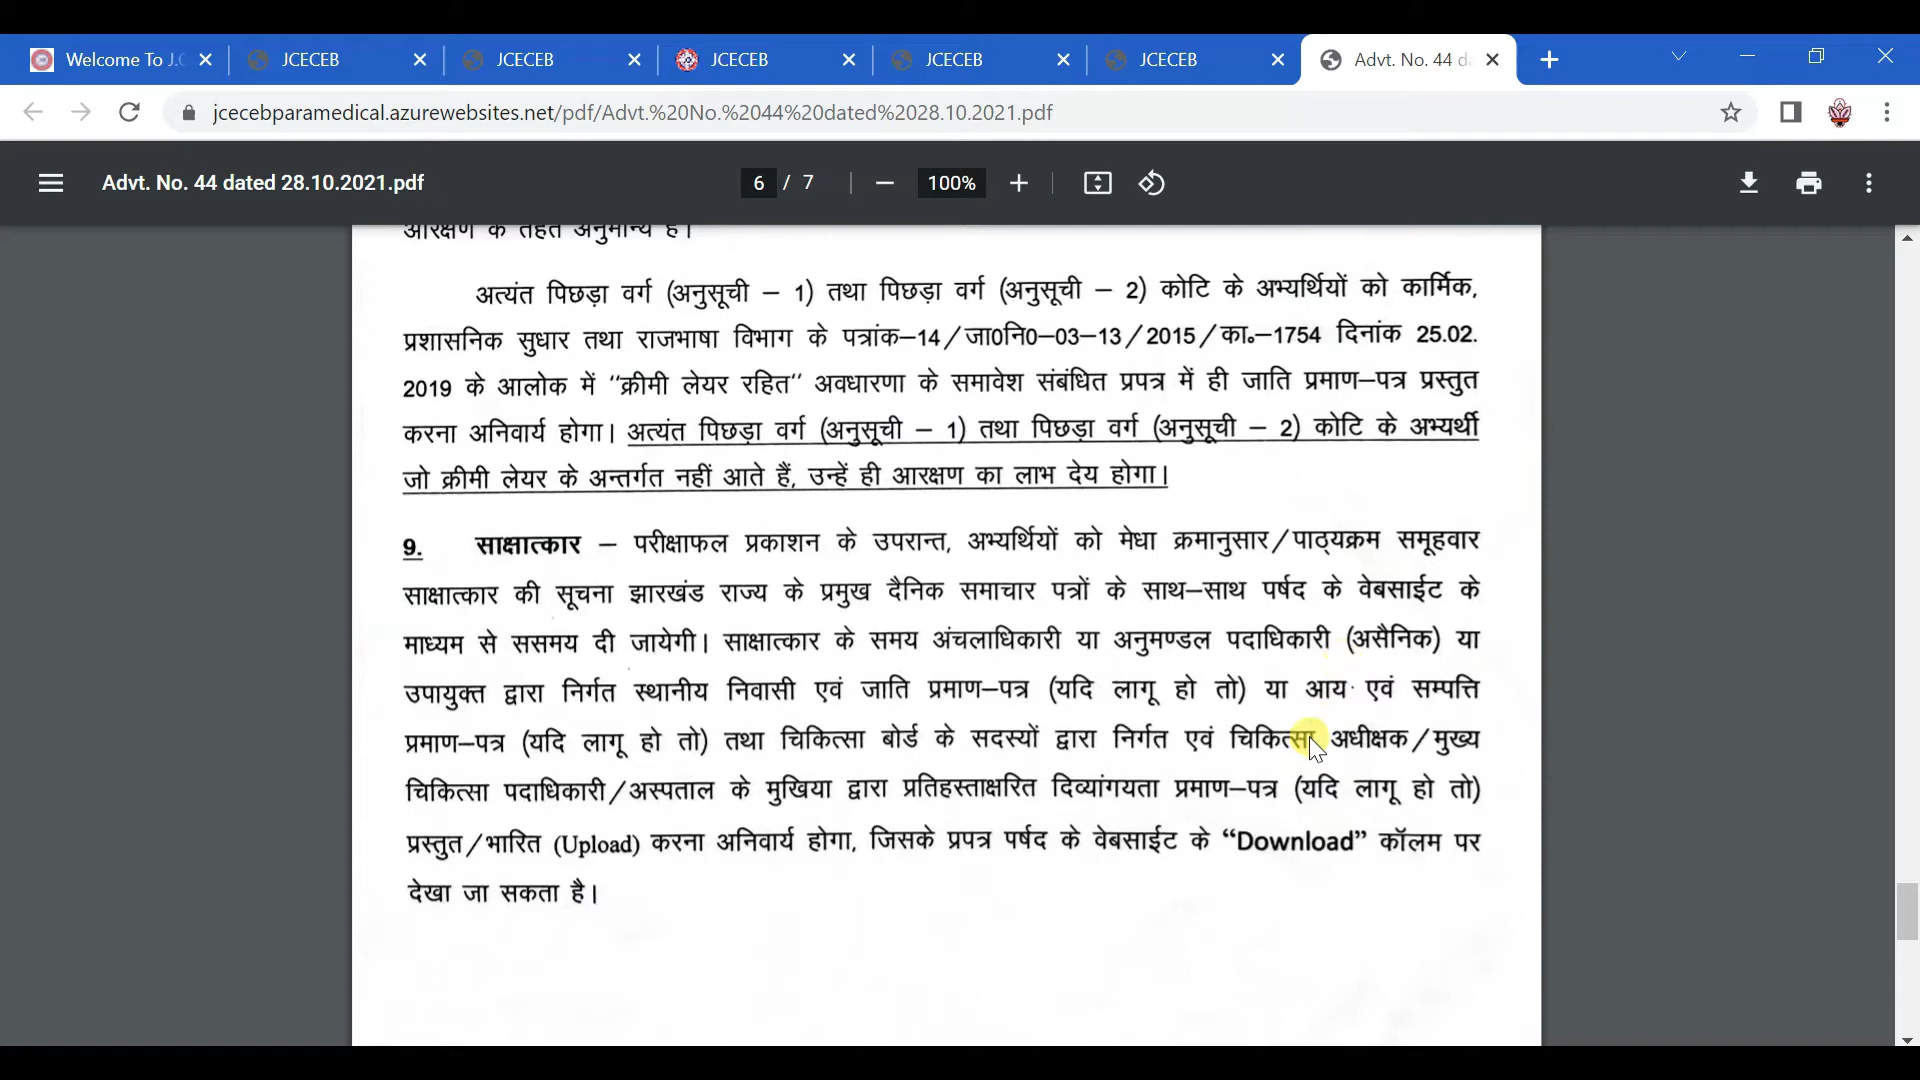 Welcome To J.C
JCECEB
JCECEB
JCECEB
JCECEB
JCECEB
Advt. No. 44 da
jcecebparamedical.azurewebsites.net/pdf/Advt.%20No.%2044%20dated%2028.10.2021.pdf
Advt. No. 44 dated 28.10.2021.pdf
6 / 7
100%
आरक्षण के तहत अनुमान्य है।
अत्यंत पिछड़ा वर्ग (अनुसूची – 1) तथा पिछड़ा वर्ग (अनुसूची – 2) कोटि के अभ्यर्थियों को कार्मिक,
प्रशासनिक सुधार तथा राजभाषा विभाग के पत्रांक–14/जा0नि0–03–13/2015/का०–1754 दिनांक 25.02.
2019 के आलोक में "क्रीमी लेयर रहित" अवधारणा के समावेश संबंधित प्रपत्र में ही जाति प्रमाण–पत्र प्रस्तुत
करना अनिवार्य होगा। अत्यंत पिछड़ा वर्ग (अनुसूची – 1) तथा पिछड़ा वर्ग (अनुसूची – 2) कोटि के अभ्यर्थी
जो क्रीमी लेयर के अन्तर्गत नहीं आते हैं, उन्हें ही आरक्षण का लाभ देय होगा।
9. साक्षात्कार – परीक्षाफल प्रकाशन के उपरान्त, अभ्यर्थियों को मेधा क्रमानुसार/पाठ्यक्रम समूहवार
साक्षात्कार की सूचना झारखंड राज्य के प्रमुख दैनिक समाचार पत्रों के साथ–साथ पर्षद के वेबसाईट के
माध्यम से ससमय दी जायेगी। साक्षात्कार के समय अंचलाधिकारी या अनुमण्डल पदाधिकारी (असैनिक) या
उपायुक्त द्वारा निर्गत स्थानीय निवासी एवं जाति प्रमाण–पत्र (यदि लागू हो तो) या आय एवं सम्पत्ति
प्रमाण–पत्र (यदि लागू हो तो) तथा चिकित्सा बोर्ड के सदस्यों द्वारा निर्गत एवं चिकित्सा अधीक्षक/मुख्य
चिकित्सा पदाधिकारी/अस्पताल के मुखिया द्वारा प्रतिहस्ताक्षरित दिव्यांगयता प्रमाण–पत्र (यदि लागू हो तो)
प्रस्तुत/भारित (Upload) करना अनिवार्य होगा, जिसके प्रपत्र पर्षद के वेबसाईट के “Download” कॉलम पर
देखा जा सकता है।